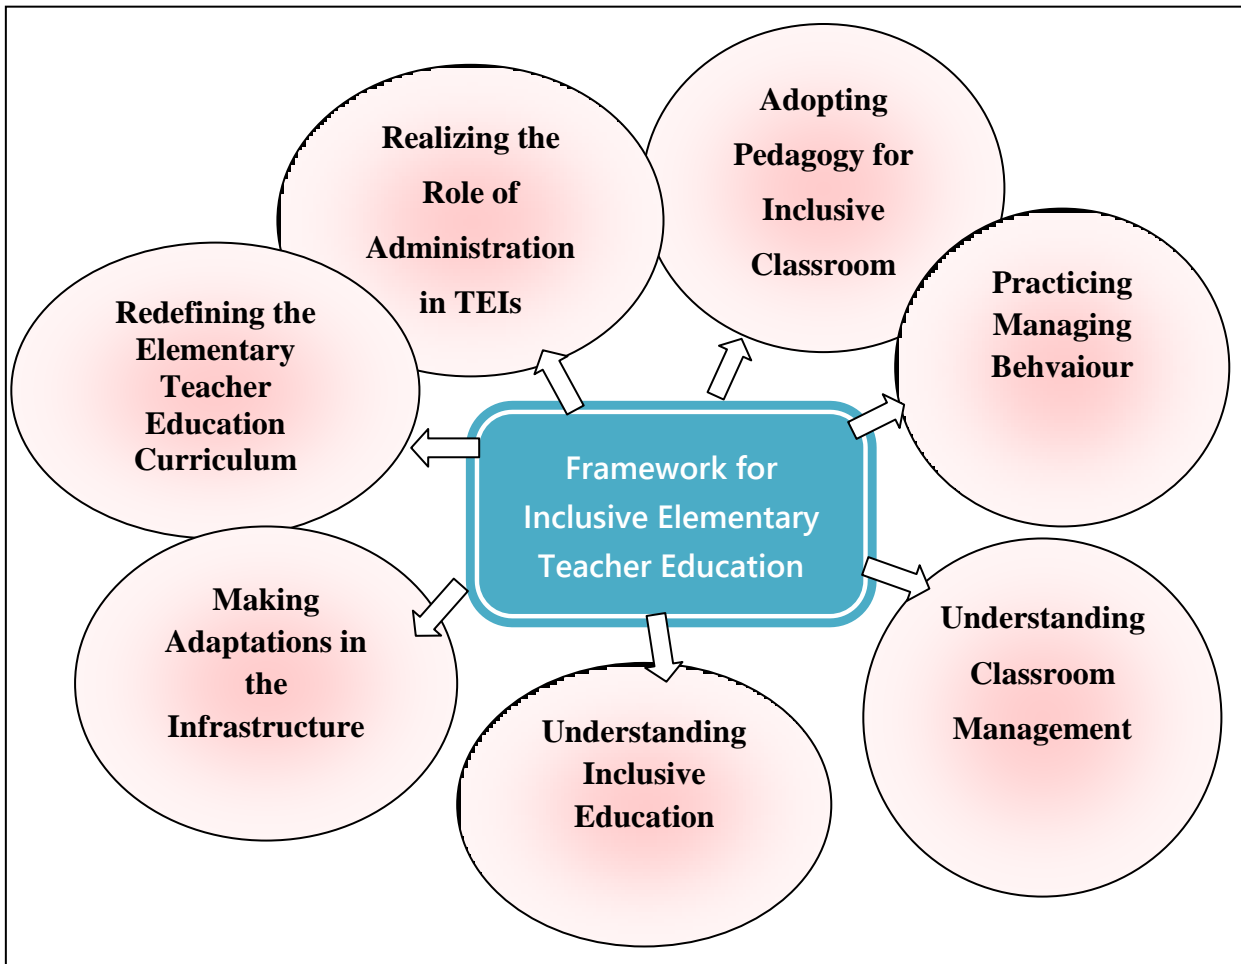 Adopting
Pedagogy for
Inclusive
Classroom
Realizing the
Role of
Administration
in TEIs
Practicing
Managing
Behvaiour
Redefining the
Elementary
Teacher
Education
Curriculum
Framework for
Inclusive Elementary
Teacher Education
Making
Adaptations in
the
Infrastructure
Understanding
Classroom
Management
Understanding
Inclusive
Education